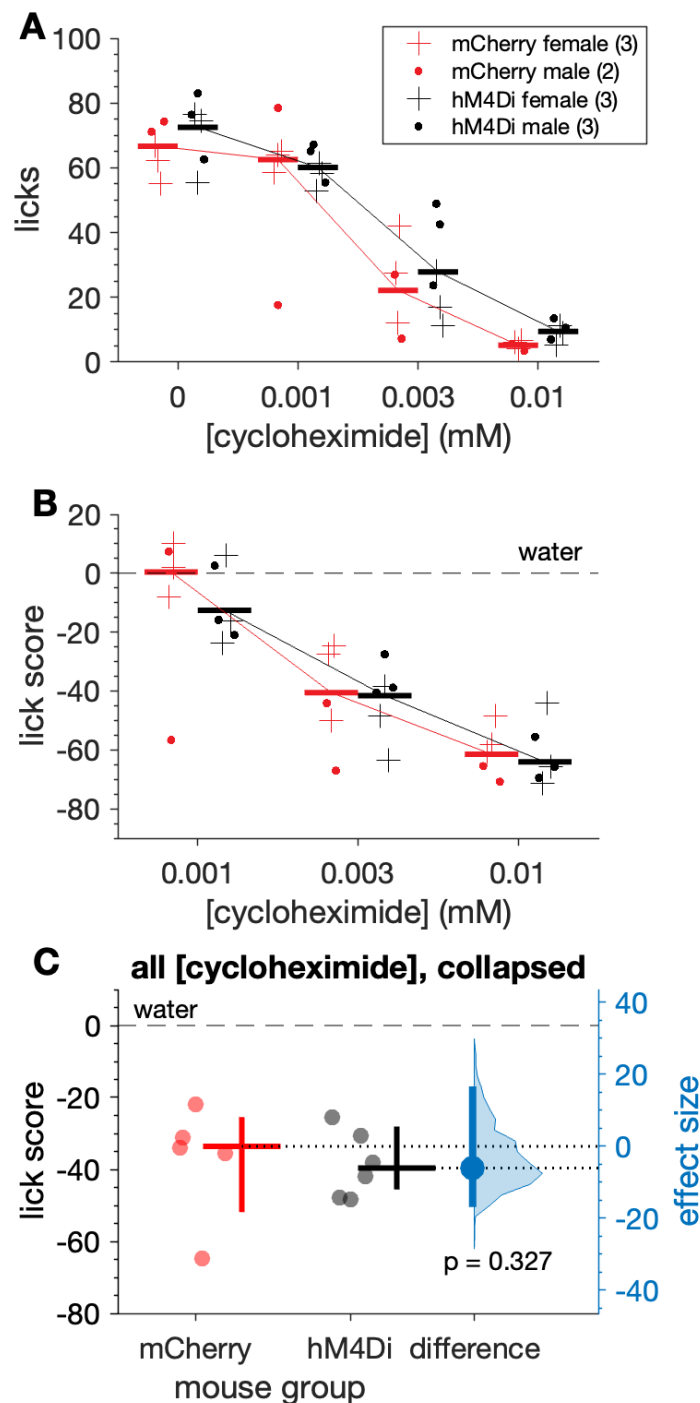 A
100
80
60
40
20
0
licks
mCherry female (3)
mCherry male (2)
hM4Di female (3)
hM4Di male (3)
0 0.001 0.003 0.01
[cycloheximide] (mM)
B
20
0
-20
-40
-60
-80
lick score
water
0.001 0.003 0.01
[cycloheximide] (mM)
C
all [cycloheximide], collapsed
water
0
-20
-40
-60
-80
lick score
40
20
0
-20
-40
effect size
p = 0.327
mCherry hM4Di difference
mouse group